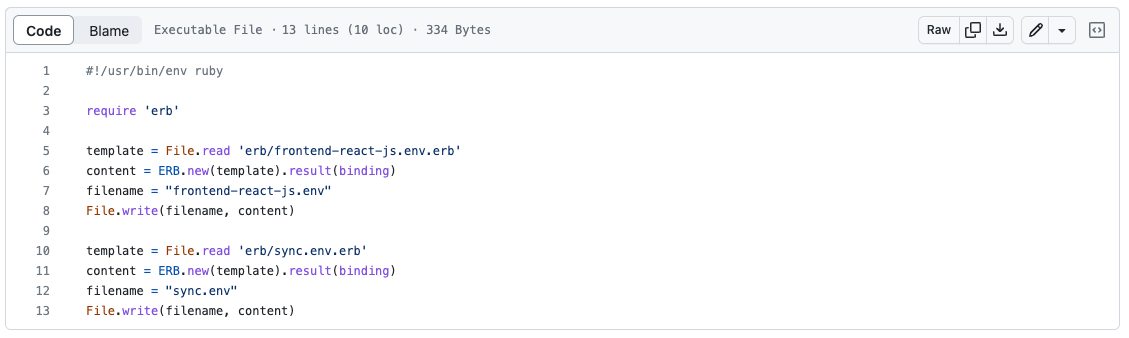 Code Blame Executable File · 13 lines (10 loc) · 334 Bytes Raw
1 #!/usr/bin/env ruby
2
3 require 'erb'
4
5 template = File.read 'erb/frontend-react-js.env.erb'
6 content = ERB.new(template).result(binding)
7 filename = "frontend-react-js.env"
8 File.write(filename, content)
9
10 template = File.read 'erb/sync.env.erb'
11 content = ERB.new(template).result(binding)
12 filename = "sync.env"
13 File.write(filename, content)